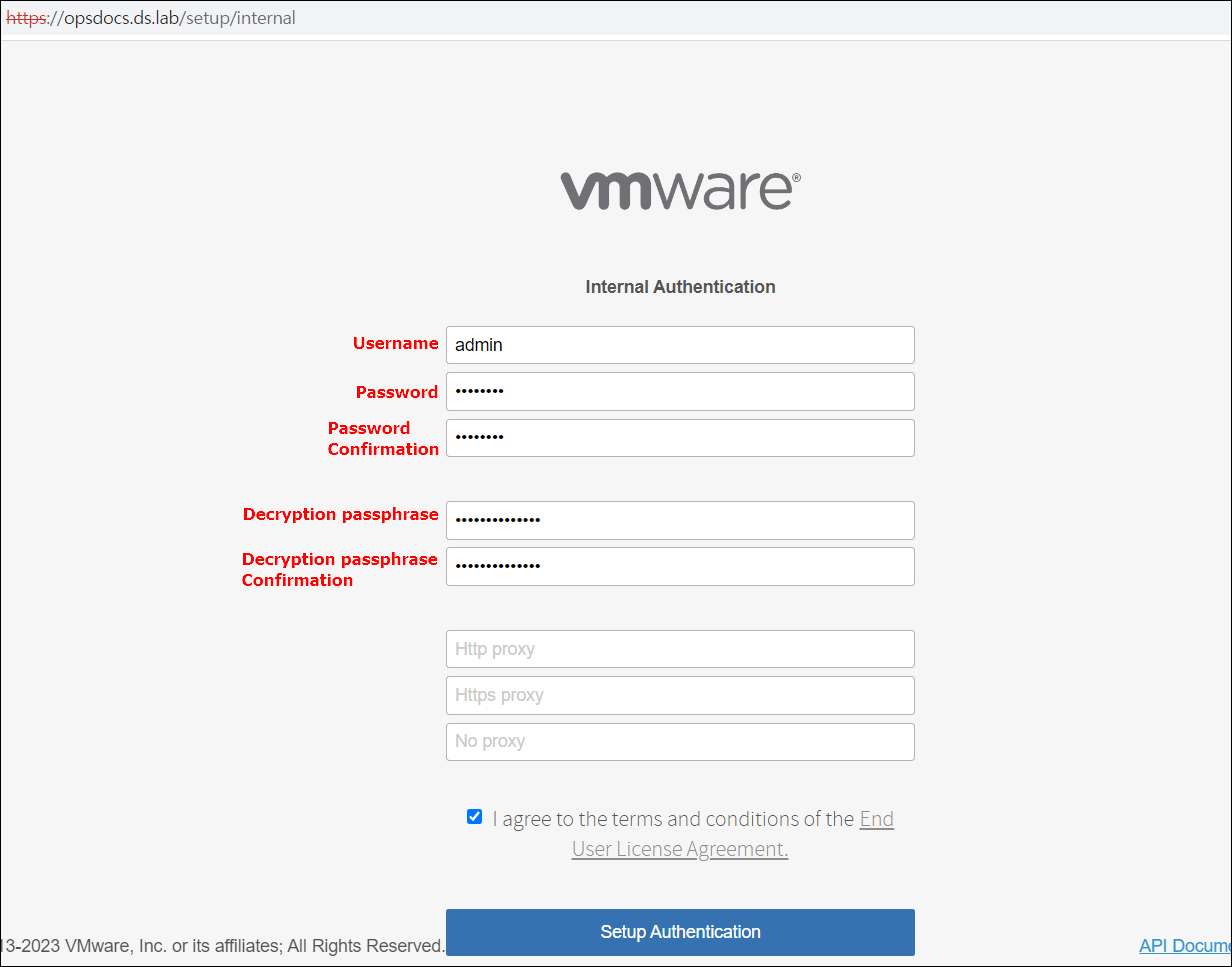 https://opsdocs.ds.lab/setup/internal
vmware®
Internal Authentication
Username admin
Password ••••••••
Password
Confirmation ••••••••
Decryption passphrase ••••••••••••••
Decryption passphrase
Confirmation ••••••••••••••
Http proxy
Https proxy
No proxy
I agree to the terms and conditions of the End
User License Agreement.
Setup Authentication
13-2023 VMware, Inc. or its affiliates; All Rights Reserved.
API Docume